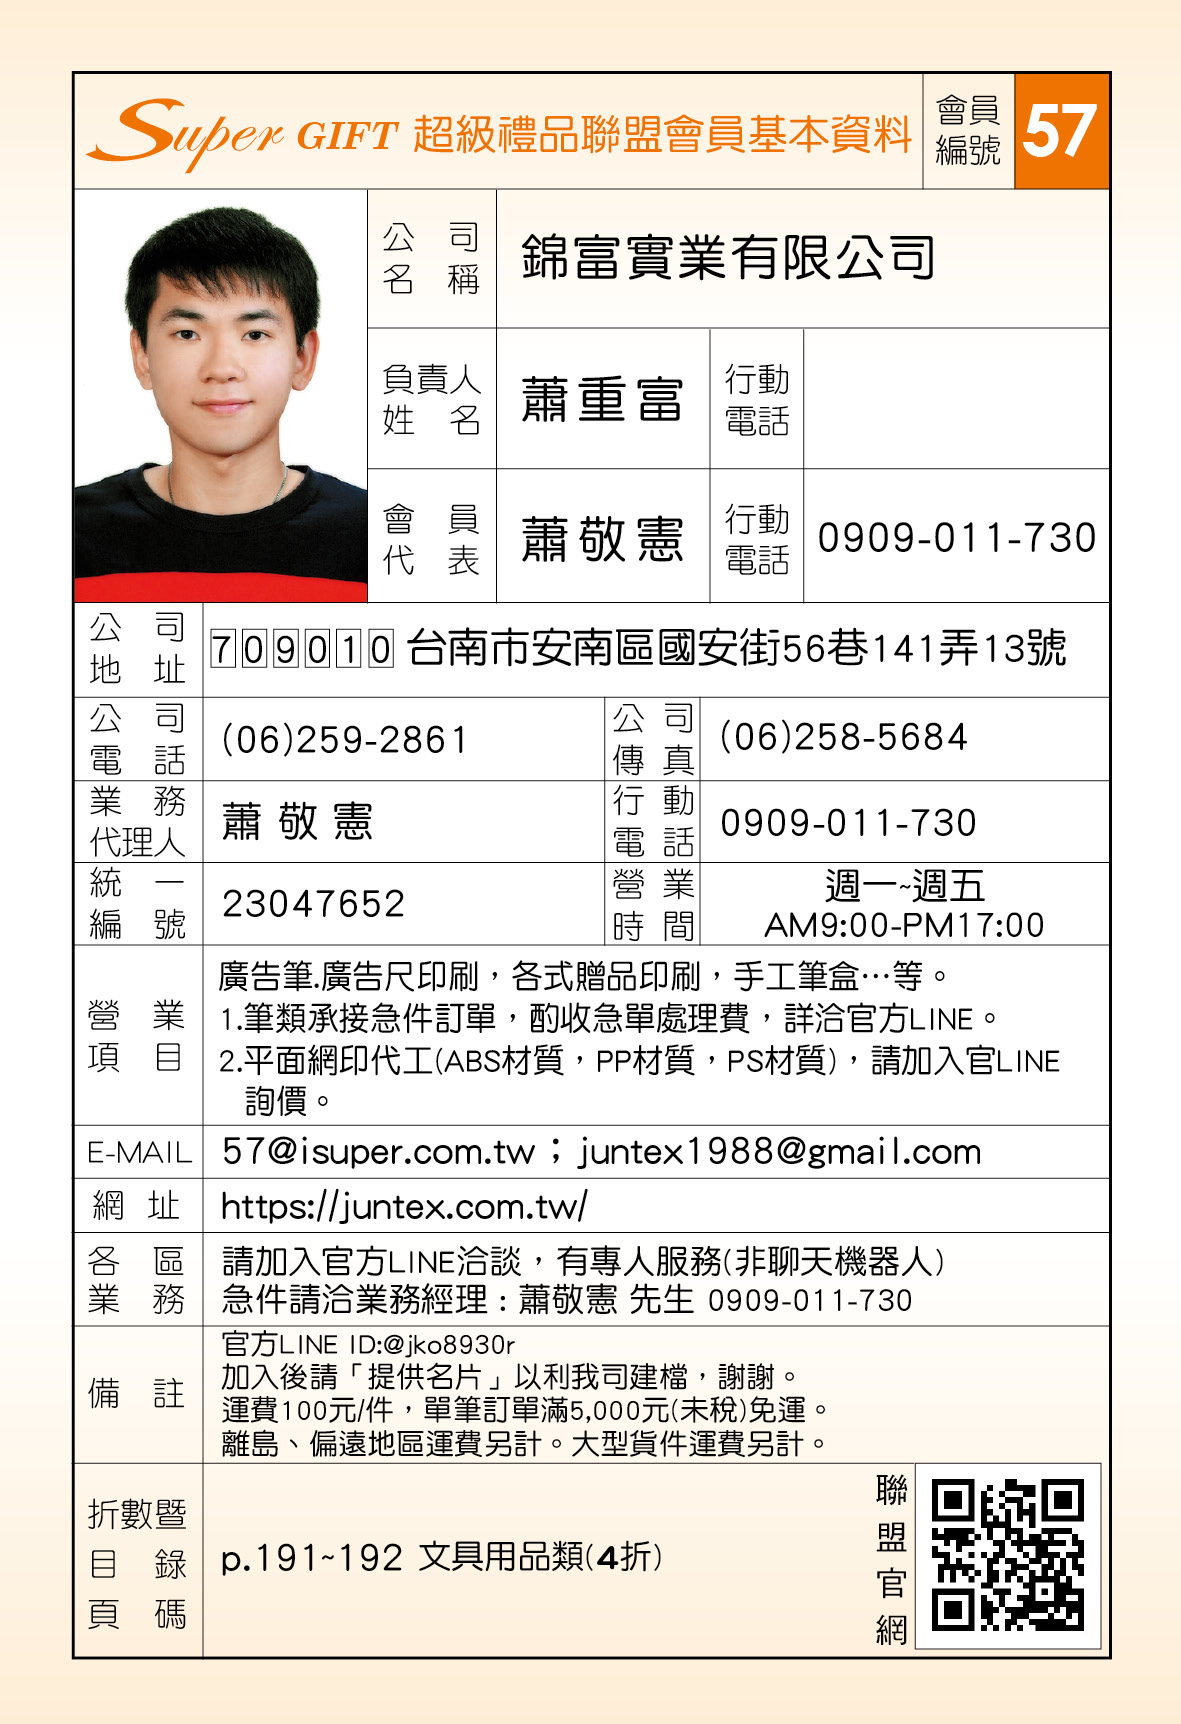 Super GIFT 超級禮品聯盟會員基本資料
會員編號 57
公司名稱 錦富實業有限公司
負責人姓名 蕭重富 行動電話
會員代表 蕭敬憲 行動電話 0909-011-730
公司地址 709010 台南市安南區國安街56巷141弄13號
公司電話 (06)259-2861 公司傳真 (06)258-5684
業務代理人 蕭敬憲 行動電話 0909-011-730
統一編號 23047652 營業時間 週一~週五
AM9:00-PM17:00
營業項目 廣告筆.廣告尺印刷，各式贈品印刷，手工筆盒…等。
1.筆類承接急件訂單，酌收急單處理費，詳洽官方LINE。
2.平面網印代工(ABS材質，PP材質，PS材質)，請加入官LINE
詢價。
E-MAIL 57@isuper.com.tw；juntex1988@gmail.com
網址 https://juntex.com.tw/
各區業務 請加入官方LINE洽談，有專人服務(非聊天機器人)
急件請洽業務經理：蕭敬憲 先生 0909-011-730
備註 官方LINE ID:@jko8930r
加入後請「提供名片」以利我司建檔，謝謝。
運費100元/件，單筆訂單滿5,000元(未稅)免運。
離島、偏遠地區運費另計。大型貨件運費另計。
折數暨目錄頁碼 p.191~192 文具用品類(4折)
聯盟官網